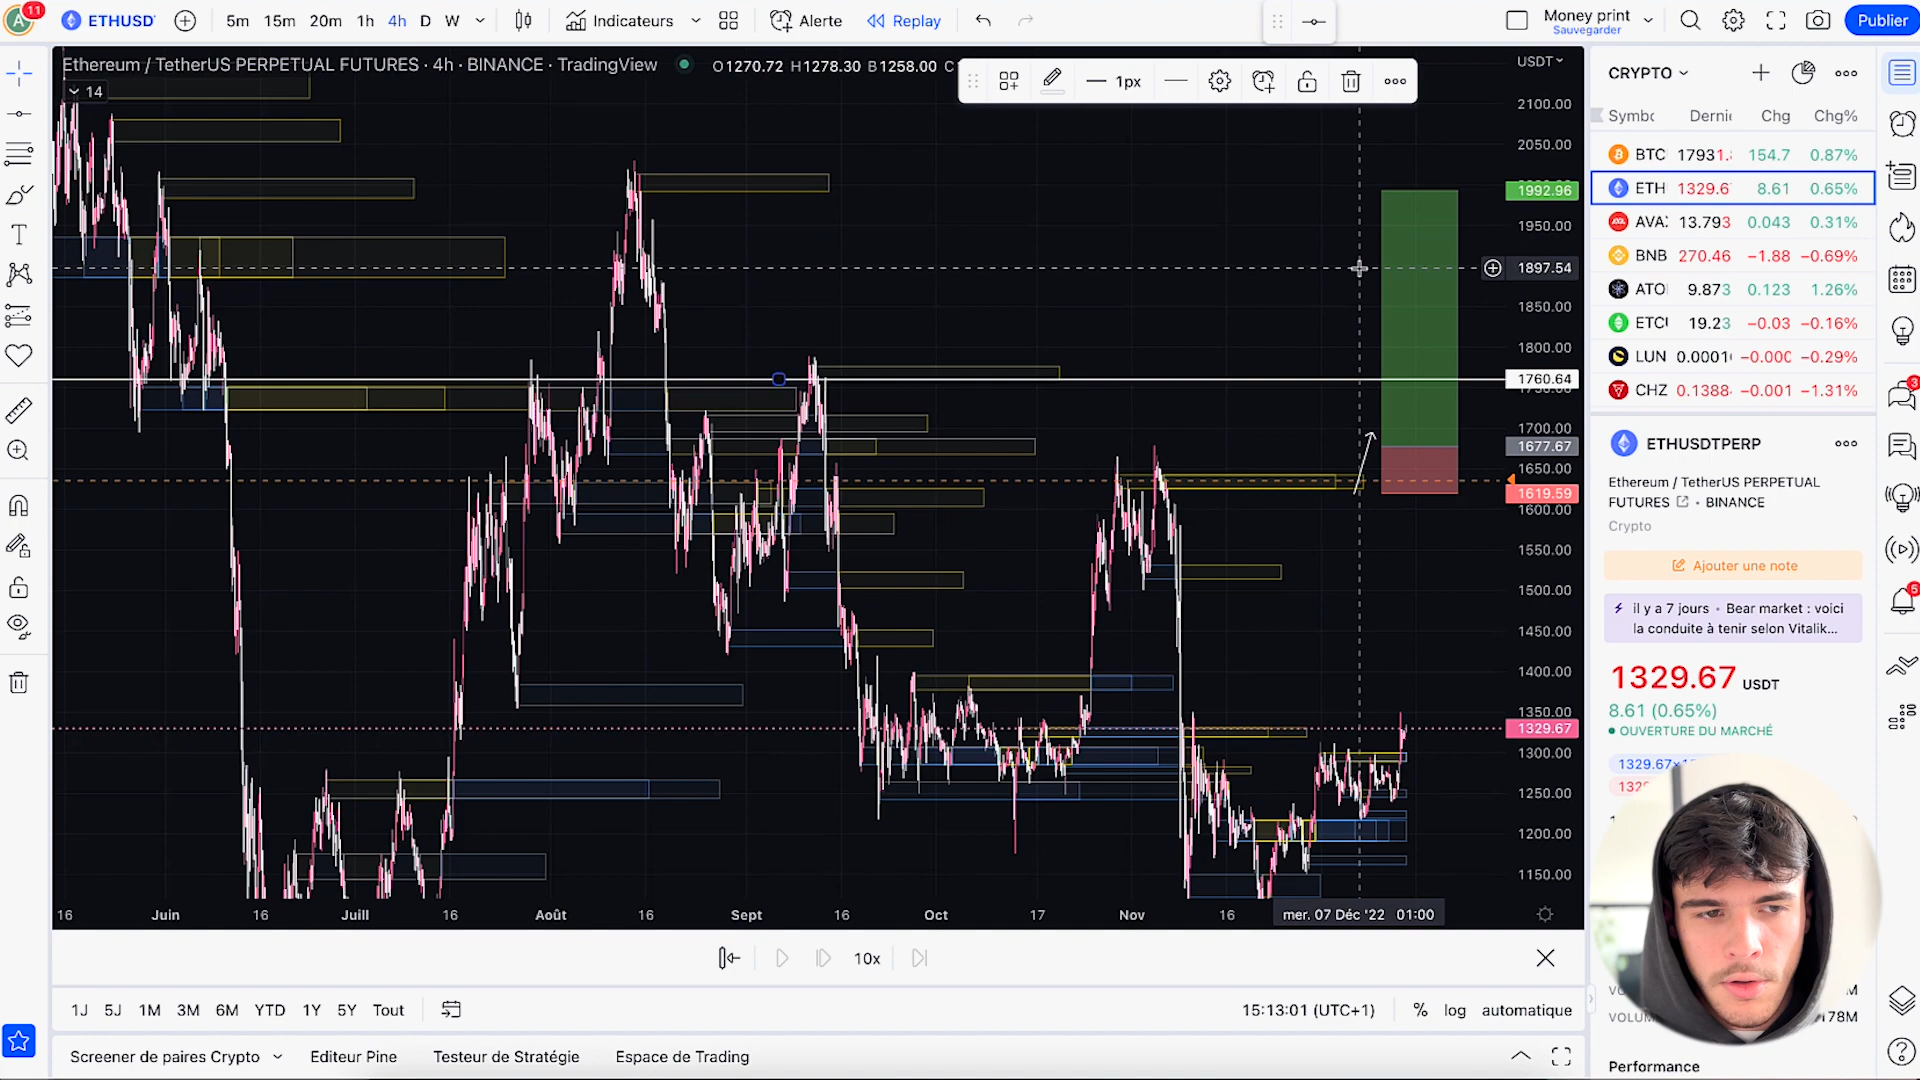 A 11 ETHUSD 5m 15m 20m 1h 4h D W Indicateurs Alerte Replay Money print Sauvegarder Publier
Ethereum / TetherUS PERPETUAL FUTURES · 4h · BINANCE · TradingView O1270.72 H1278.30 B1258.00
14
1px
USDT
2100.00
2050.00
1992.96
1950.00
1897.54
1850.00
1800.00
1760.64
1700.00
1677.67
1650.00
1619.59
1600.00
1550.00
1500.00
1450.00
1400.00
1350.00
1329.67
1300.00
1250.00
1200.00
1150.00
16 Juin 16 Juill 16 Août 16 Sept 16 Oct 17 Nov 16 mer. 07 Déc '22 01:00
10x
1J 5J 1M 3M 6M YTD 1Y 5Y Tout 15:13:01 (UTC+1) % log automatique
Screener de paires Crypto Editeur Pine Testeur de Stratégie Espace de Trading
CRYPTO
Chg Chg%
BTC 154.7 0.87%
ETH 8.61 0.65%
AVA 13.793 0.043 0.31%
BNB 270.46 −1.88 −0.69%
ATO 9.873 0.123 1.26%
ETC 19.23 −0.03 −0.16%
LUN −0.29%
CHZ −0.001 −1.31%
ETHUSDTPERP
Ethereum / TetherUS PERPETUAL
FUTURES • BINANCE
Crypto
Ajouter une note
il y a 7 jours • Bear market : voici
la conduite à tenir selon Vitalik...
1329.67 USDT
8.61 (0.65%)
OUVERTURE DU MARCHÉ
Performance
3
5